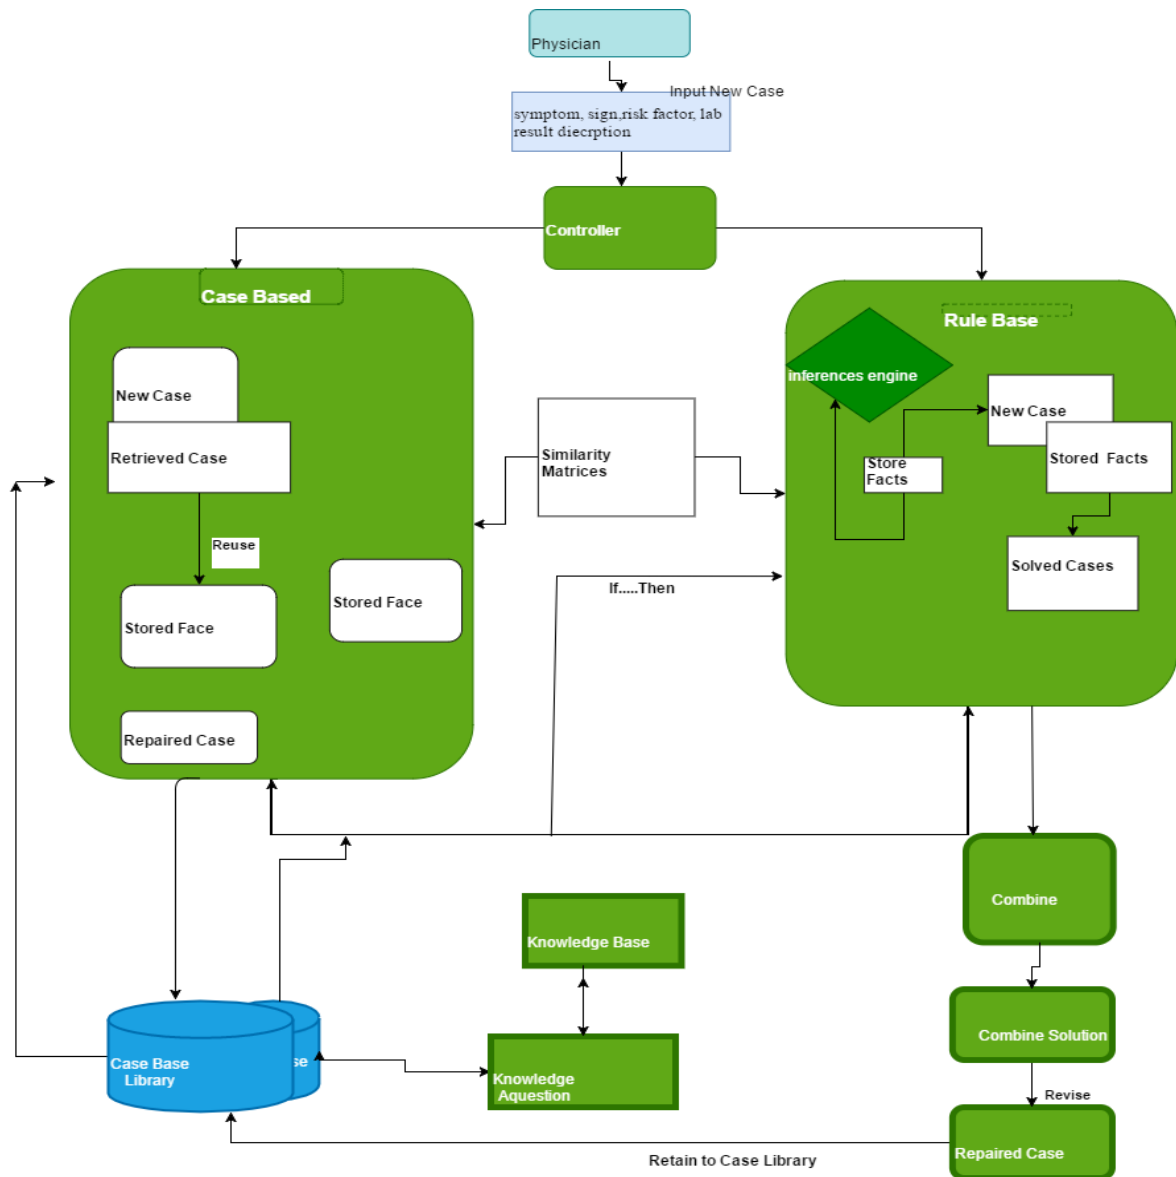 Physician
Input New Case
symptom, sign,risk factor, lab
result diecrption
Controller
Case Based
Rule Base
inferences engine
New Case
New Case
Retrieved Case
Similarity
Matrices
Store
Facts
Stored Facts
Reuse
Solved Cases
Stored Face
If.....Then
Stored Face
Repaired Case
Combine
Knowledge Base
Combine Solution
Case Base
Library
se
Knowledge
Aquestion
Revise
Repaired Case
Retain to Case Library